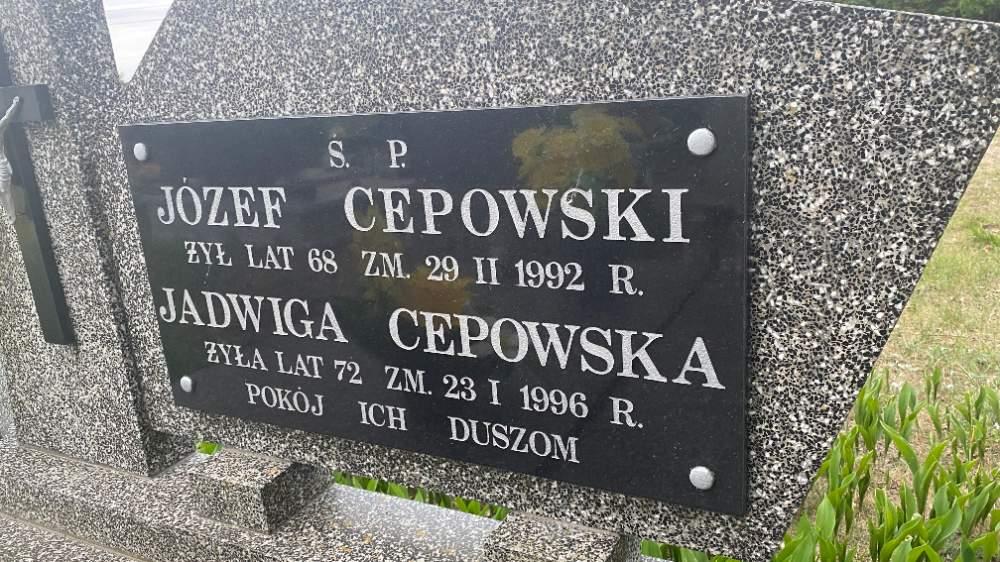 S. P.
JÓZEF CEPOWSKI
ŻYŁ LAT 68 ZM. 29 II 1992 R.
JADWIGA CEPOWSKA
ŻYŁA LAT 72 ZM. 23 I 1996 R.
POKÓJ ICH DUSZOM